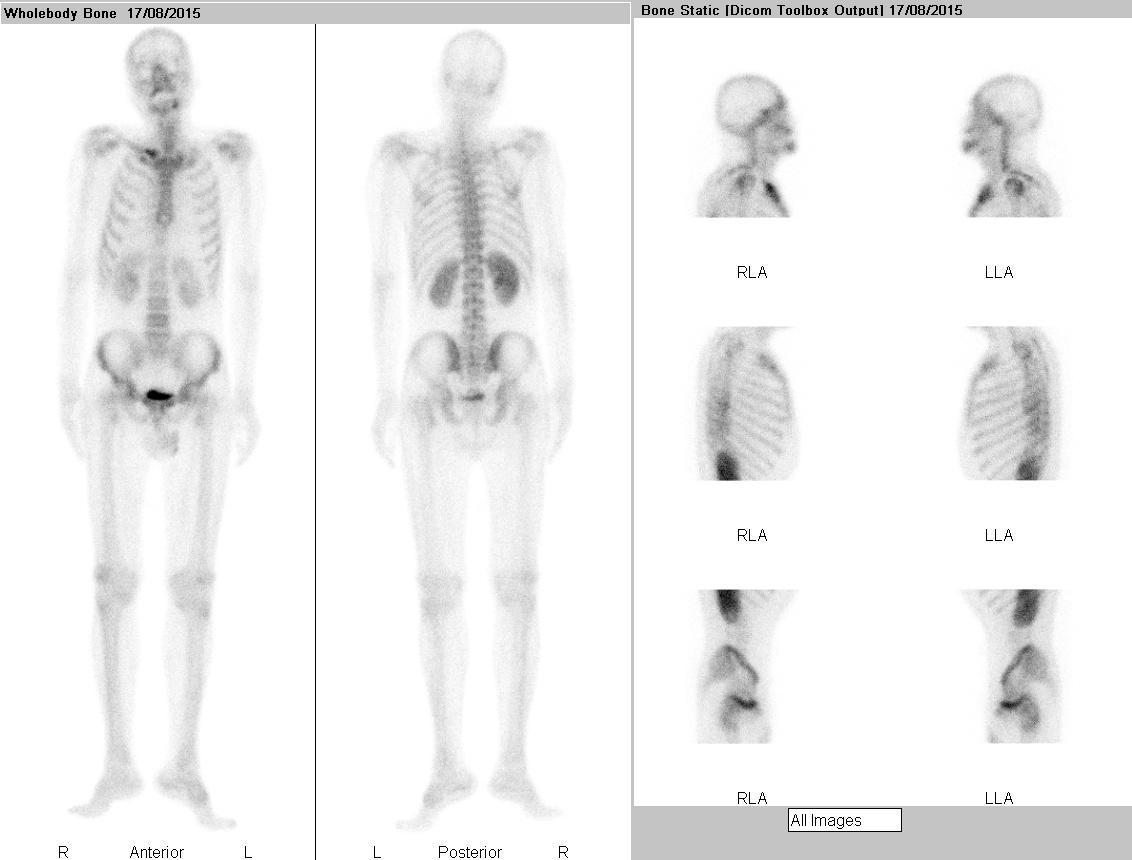 Wholebody Bone 17/08/2015
Bone Static [Dicom Toolbox Output] 17/08/2015
RLA LLA
RLA LLA
RLA LLA
All Images
R Anterior L L Posterior R